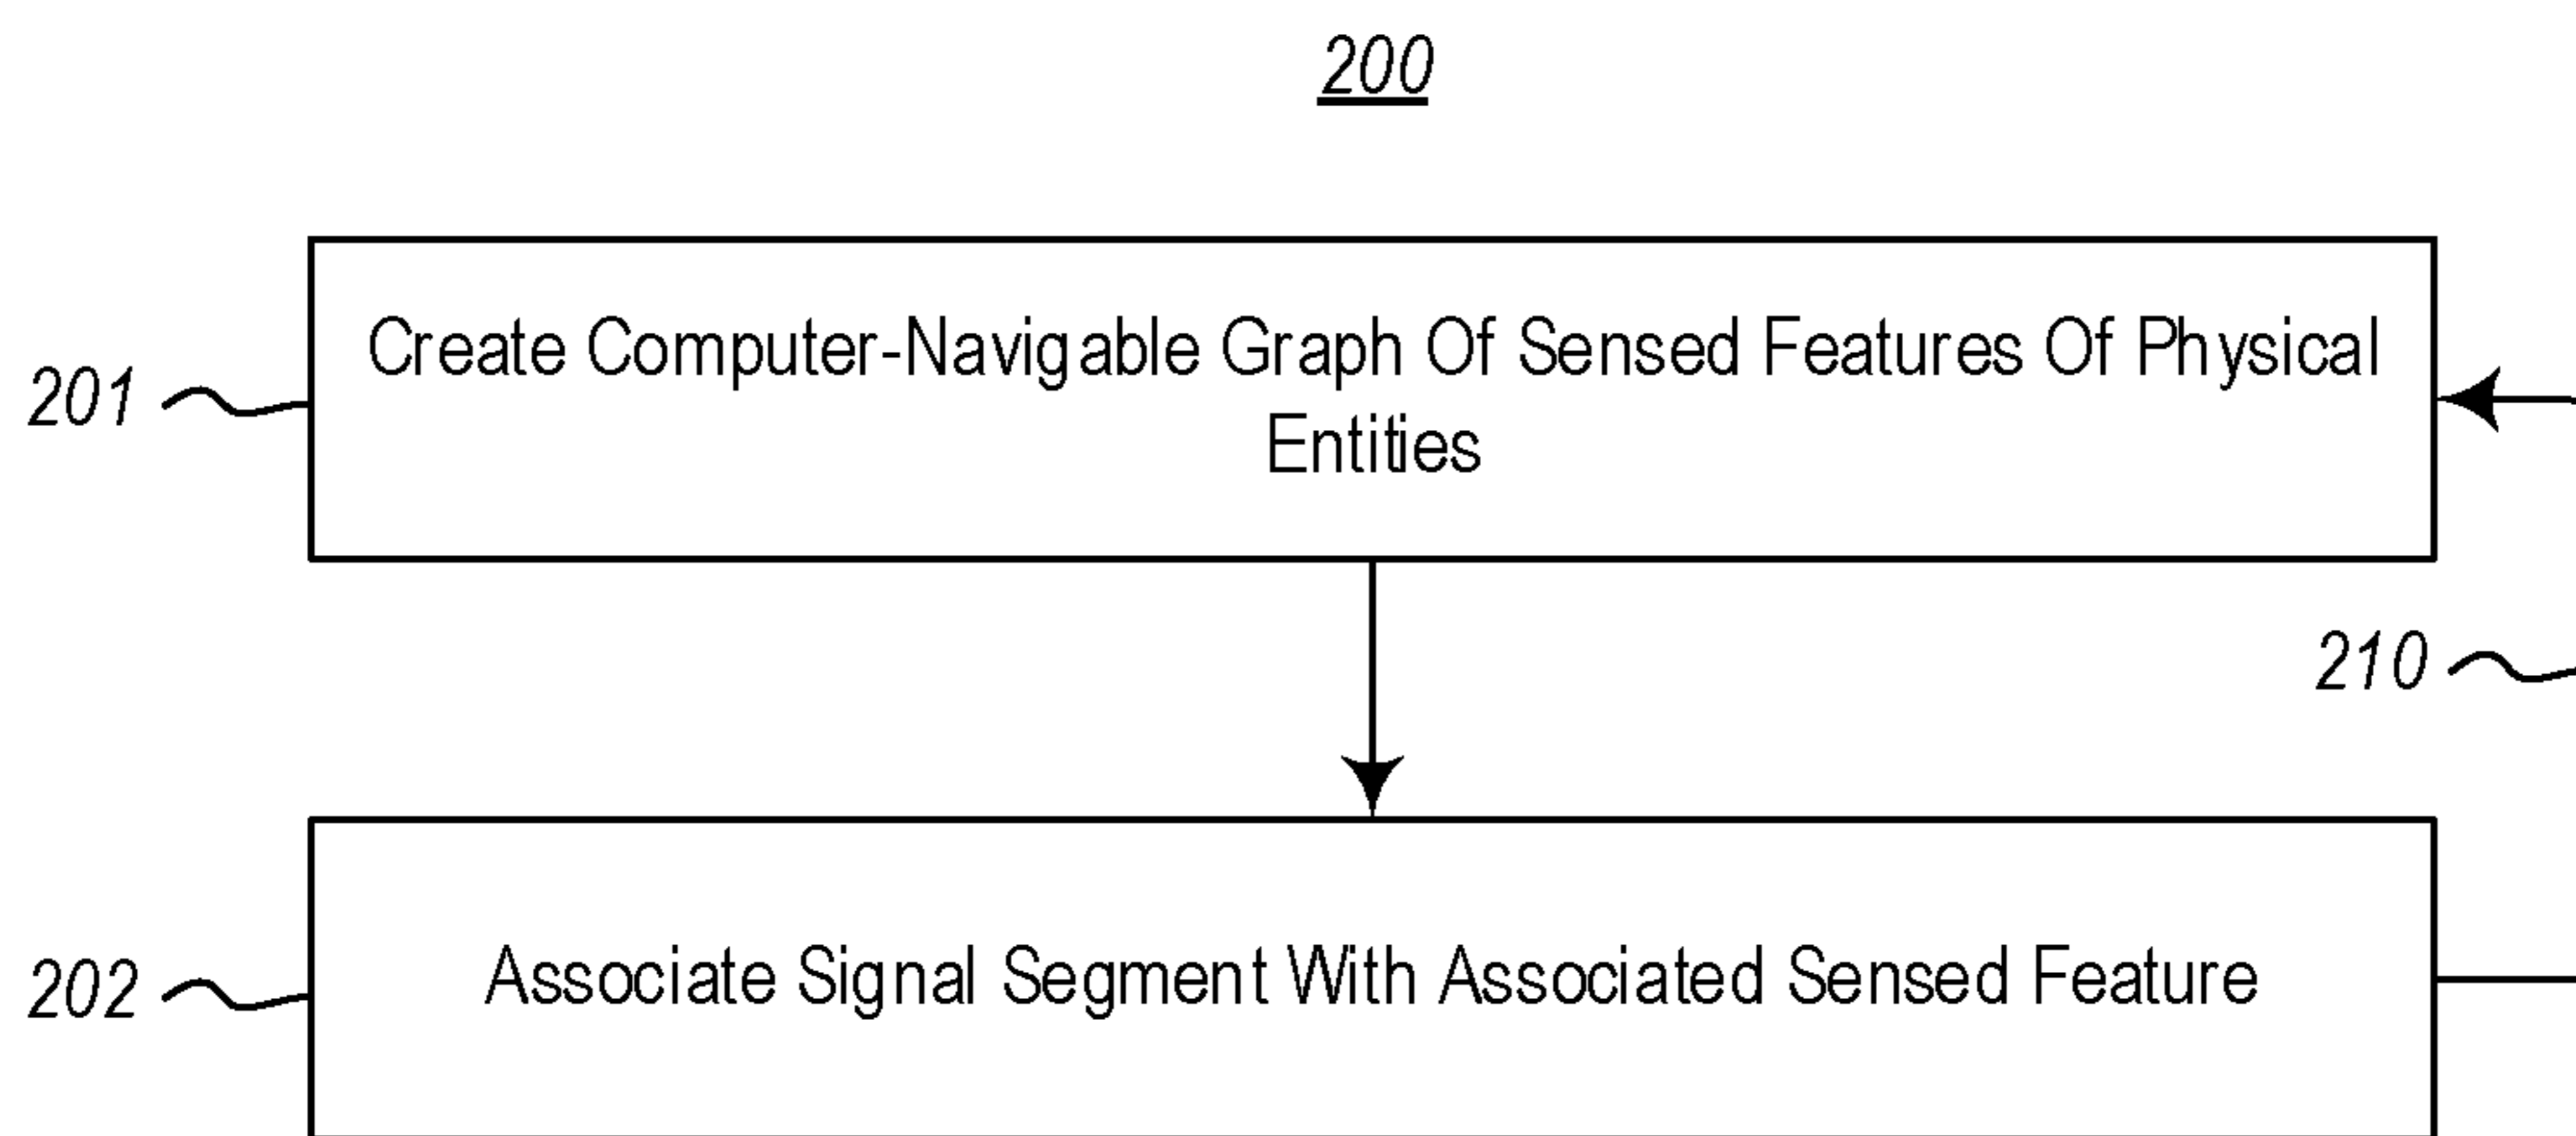 200
201
Create Computer-Navigable Graph Of Sensed Features Of Physical
Entities
210
202
Associate Signal Segment With Associated Sensed Feature